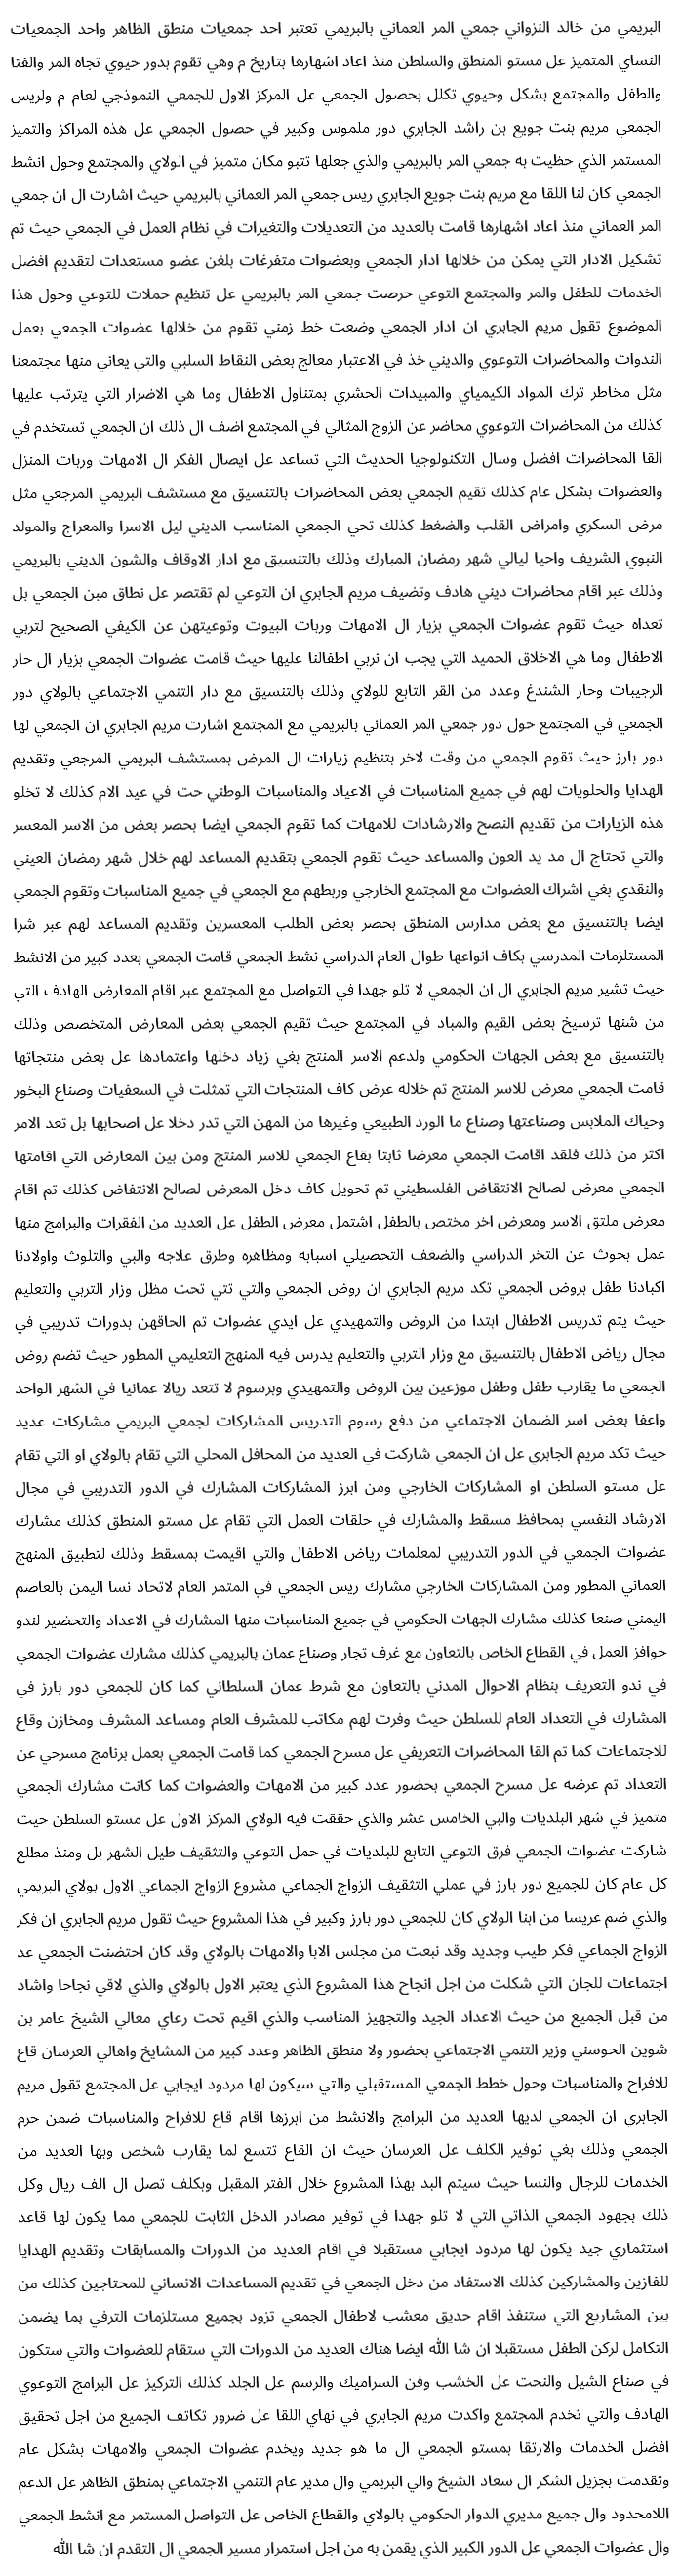 البريمي من خالد النزواني جمعي المر العماني بالبريمي تعتبر احد جمعيات منطق الظاهر واحد الجمعيات
النساي المتميز عل مستو المنطق والسلطن منذ اعاد اشهارها بتاريخ م وهي تقوم بدور حيوي تجاه المر والفتا
والطفل والمجتمع بشكل وحيوي تكلل بحصول الجمعي عل المركز الاول للجمعي النموذجي لعام م ولريس
الجمعي مريم بنت جويع بن راشد الجابري دور ملموس وكبير في حصول الجمعي عل هذه المراكز والتميز
المستمر الذي حظيت به جمعي المر بالبريمي والذي جعلها تتبو مكان متميز في الولاي والمجتمع وحول انشط
الجمعي كان لنا اللقا مع مريم بنت جويع الجابري ريس جمعي المر العماني بالبريمي حيث اشارت ال ان جمعي
المر العماني منذ اعاد اشهارها قامت بالعديد من التعديلات والتغيرات في نظام العمل في الجمعي حيث تم
تشكيل الادار التي يمكن من خلالها ادار الجمعي وبعضوات متفرغات بلغن عضو مستعدات لتقديم افضل
الخدمات للطفل والمر والمجتمع التوعي حرصت جمعي المر بالبريمي عل تنظيم حملات للتوعي وحول هذا
الموضوع تقول مريم الجابري ان ادار الجمعي وضعت خط زمني تقوم من خلالها عضوات الجمعي بعمل
الندوات والمحاضرات التوعوي والديني خذ في الاعتبار معالج بعض النقاط السلبي والتي يعاني منها مجتمعنا
مثل مخاطر ترك المواد الكيمياي والمبيدات الحشري بمتناول الاطفال وما هي الاضرار التي يترتب عليها
كذلك من المحاضرات التوعوي محاضر عن الزوج المثالي في المجتمع اضف ال ذلك ان الجمعي تستخدم في
القا المحاضرات افضل وسال التكنولوجيا الحديث التي تساعد عل ايصال الفكر ال الامهات وربات المنزل
والعضوات بشكل عام كذلك تقيم الجمعي بعض المحاضرات بالتنسيق مع مستشف البريمي المرجعي مثل
مرض السكري وامراض القلب والضغط كذلك تحي الجمعي المناسب الديني ليل الاسرا والمعراج والمولد
النبوي الشريف واحيا ليالي شهر رمضان المبارك وذلك بالتنسيق مع ادار الاوقاف والشون الديني بالبريمي
وذلك عبر اقام محاضرات ديني هادف وتضيف مريم الجابري ان التوعي لم تقتصر عل نطاق مبن الجمعي بل
تعداه حيث تقوم عضوات الجمعي بزيار ال الامهات وربات البيوت وتوعيتهن عن الكيفي الصحيح لتربي
الاطفال وما هي الاخلاق الحميد التي يجب ان نربي اطفالنا عليها حيث قامت عضوات الجمعي بزيار ال حار
الرجيبات وحار الشندغ وعدد من القر التابع للولاي وذلك بالتنسيق مع دار التنمي الاجتماعي بالولاي دور
الجمعي في المجتمع حول دور جمعي المر العماني بالبريمي مع المجتمع اشارت مريم الجابري ان الجمعي لها
دور بارز حيث تقوم الجمعي من وقت لاخر بتنظيم زيارات ال المرض بمستشف البريمي المرجعي وتقديم
الهدايا والحلويات لهم في جميع المناسبات في الاعياد والمناسبات الوطني حت في عيد الام كذلك لا تخلو
هذه الزيارات من تقديم النصح والارشادات للامهات كما تقوم الجمعي ايضا بحصر بعض من الاسر المعسر
والتي تحتاج ال مد يد العون والمساعد حيث تقوم الجمعي بتقديم المساعد لهم خلال شهر رمضان العيني
والنقدي بغي اشراك العضوات مع المجتمع الخارجي وربطهم مع الجمعي في جميع المناسبات وتقوم الجمعي
ايضا بالتنسيق مع بعض مدارس المنطق بحصر بعض الطلب المعسرين وتقديم المساعد لهم عبر شرا
المستلزمات المدرسي بكاف انواعها طوال العام الدراسي نشط الجمعي قامت الجمعي بعدد كبير من الانشط
حيث تشير مريم الجابري ال ان الجمعي لا تلو جهدا في التواصل مع المجتمع عبر اقام المعارض الهادف التي
من شنها ترسيخ بعض القيم والمباد في المجتمع حيث تقيم الجمعي بعض المعارض المتخصص وذلك
بالتنسيق مع بعض الجهات الحكومي ولدعم الاسر المنتج بغي زياد دخلها واعتمادها عل بعض منتجاتها
قامت الجمعي معرض للاسر المنتج تم خلاله عرض كاف المنتجات التي تمثلت في السعفيات وصناع البخور
وحياك الملابس وصناعتها وصناع ما الورد الطبيعي وغيرها من المهن التي تدر دخلا عل اصحابها بل تعد الامر
اكثر من ذلك فلقد اقامت الجمعي معرضا ثابتا بقاع الجمعي للاسر المنتج ومن بين المعارض التي اقامتها
الجمعي معرض لصالح الانتقاض الفلسطيني تم تحويل كاف دخل المعرض لصالح الانتفاض كذلك تم اقام
معرض ملتق الاسر ومعرض اخر مختص بالطفل اشتمل معرض الطفل عل العديد من الفقرات والبرامج منها
عمل بحوث عن التخر الدراسي والضعف التحصيلي اسبابه ومظاهره وطرق علاجه والبي والتلوث واولادنا
اكبادنا طفل بروض الجمعي تكد مريم الجابري ان روض الجمعي والتي تتي تحت مظل وزار التربي والتعليم
حيث يتم تدريس الاطفال ابتدا من الروض والتمهيدي عل ايدي عضوات تم الحاقهن بدورات تدريبي في
مجال رياض الاطفال بالتنسيق مع وزار التربي والتعليم يدرس فيه المنهج التعليمي المطور حيث تضم روض
الجمعي ما يقارب طفل وطفل موزعين بين الروض والتمهيدي وبرسوم لا تتعد ريالا عمانيا في الشهر الواحد
واعفا بعض اسر الضمان الاجتماعي من دفع رسوم التدريس المشاركات لجمعي البريمي مشاركات عديد
حيث تكد مريم الجابري عل ان الجمعي شاركت في العديد من المحافل المحلي التي تقام بالولاي او التي تقام
عل مستو السلطن او المشاركات الخارجي ومن ابرز المشاركات المشارك في الدور التدريبي في مجال
الارشاد النفسي بمحافظ مسقط والمشارك في حلقات العمل التي تقام عل مستو المنطق كذلك مشارك
عضوات الجمعي في الدور التدريبي لمعلمات رياض الاطفال والتي اقيمت بمسقط وذلك لتطبيق المنهج
العماني المطور ومن المشاركات الخارجي مشارك ريس الجمعي في المتمر العام لاتحاد نسا اليمن بالعاصم
اليمني صنعا كذلك مشارك الجهات الحكومي في جميع المناسبات منها المشارك في الاعداد والتحضير لندو
حوافز العمل في القطاع الخاص بالتعاون مع غرف تجار وصناع عمان بالبريمي كذلك مشارك عضوات الجمعي
في ندو التعريف بنظام الاحوال المدني بالتعاون مع شرط عمان السلطاني كما كان للجمعي دور بارز في
المشارك في التعداد العام للسلطن حيث وفرت لهم مكاتب للمشرف العام ومساعد المشرف ومخازن وقاع
للاجتماعات كما تم القا المحاضرات التعريفي عل مسرح الجمعي كما قامت الجمعي بعمل برنامج مسرحي عن
التعداد تم عرضه عل مسرح الجمعي بحضور عدد كبير من الامهات والعضوات كما كانت مشارك الجمعي
متميز في شهر البلديات والبي الخامس عشر والذي حققت فيه الولاي المركز الاول عل مستو السلطن حيث
شاركت عضوات الجمعي فرق التوعي التابع للبلديات في حمل التوعي والتثقيف طيل الشهر بل ومنذ مطلع
كل عام كان للجميع دور بارز في عملي التثقيف الزواج الجماعي مشروع الزواج الجماعي الاول بولاي البريمي
والذي ضم عريسا من ابنا الولاي كان للجمعي دور بارز وكبير في هذا المشروع حيث تقول مريم الجابري ان فكر
الزواج الجماعي فكر طيب وجديد وقد نبعت من مجلس الابا والامهات بالولاي وقد كان احتضنت الجمعي عد
اجتماعات للجان التي شكلت من اجل انجاح هذا المشروع الذي يعتبر الاول بالولاي والذي لاقي نجاحا واشاد
من قبل الجميع من حيث الاعداد الجيد والتجهيز المناسب والذي اقيم تحت رعاي معالي الشيخ عامر بن
شوين الحوسني وزير التنمي الاجتماعي بحضور ولا منطق الظاهر وعدد كبير من المشايخ واهالي العرسان قاع
للافراح والمناسبات وحول خطط الجمعي المستقبلي والتي سيكون لها مردود ايجابي عل المجتمع تقول مريم
الجابري ان الجمعي لديها العديد من البرامج والانشط من ابرزها اقام قاع للافراح والمناسبات ضمن حرم
الجمعي وذلك بغي توفير الكلف عل العرسان حيث ان القاع تتسع لما يقارب شخص وبها العديد من
الخدمات للرجال والنسا حيث سيتم البد بهذا المشروع خلال الفتر المقبل وبكلف تصل ال الف ريال وكل
ذلك بجهود الجمعي الذاتي التي لا تلو جهدا في توفير مصادر الدخل الثابت للجمعي مما يكون لها قاعد
استثماري جيد يكون لها مردود ايجابي مستقبلا في اقام العديد من الدورات والمسابقات وتقديم الهدايا
للفازين والمشاركين كذلك الاستفاد من دخل الجمعي في تقديم المساعدات الانساني للمحتاجين كذلك من
بين المشاريع التي ستنفذ اقام حديق معشب لاطفال الجمعي تزود بجميع مستلزمات الترفي بما يضمن
التكامل لركن الطفل مستقبلا ان شا الله ايضا هناك العديد من الدورات التي ستقام للعضوات والتي ستكون
في صناع الشيل والنحت عل الخشب وفن السراميك والرسم عل الجلد كذلك التركيز عل البرامج التوعوي
الهادف والتي تخدم المجتمع واكدت مريم الجابري في نهاي اللقا عل ضرور تكاتف الجميع من اجل تحقيق
افضل الخدمات والارتقا بمستو الجمعي ال ما هو جديد ويخدم عضوات الجمعي والامهات بشكل عام
وتقدمت بجزيل الشكر ال سعاد الشيخ والي البريمي وال مدير عام التنمي الاجتماعي بمنطق الظاهر عل الدعم
اللامحدود وال جميع مديري الدوار الحكومي بالولاي والقطاع الخاص عل التواصل المستمر مع انشط الجمعي
وال عضوات الجمعي عل الدور الكبير الذي يقمن به من اجل استمرار مسير الجمعي ال التقدم ان شا الله